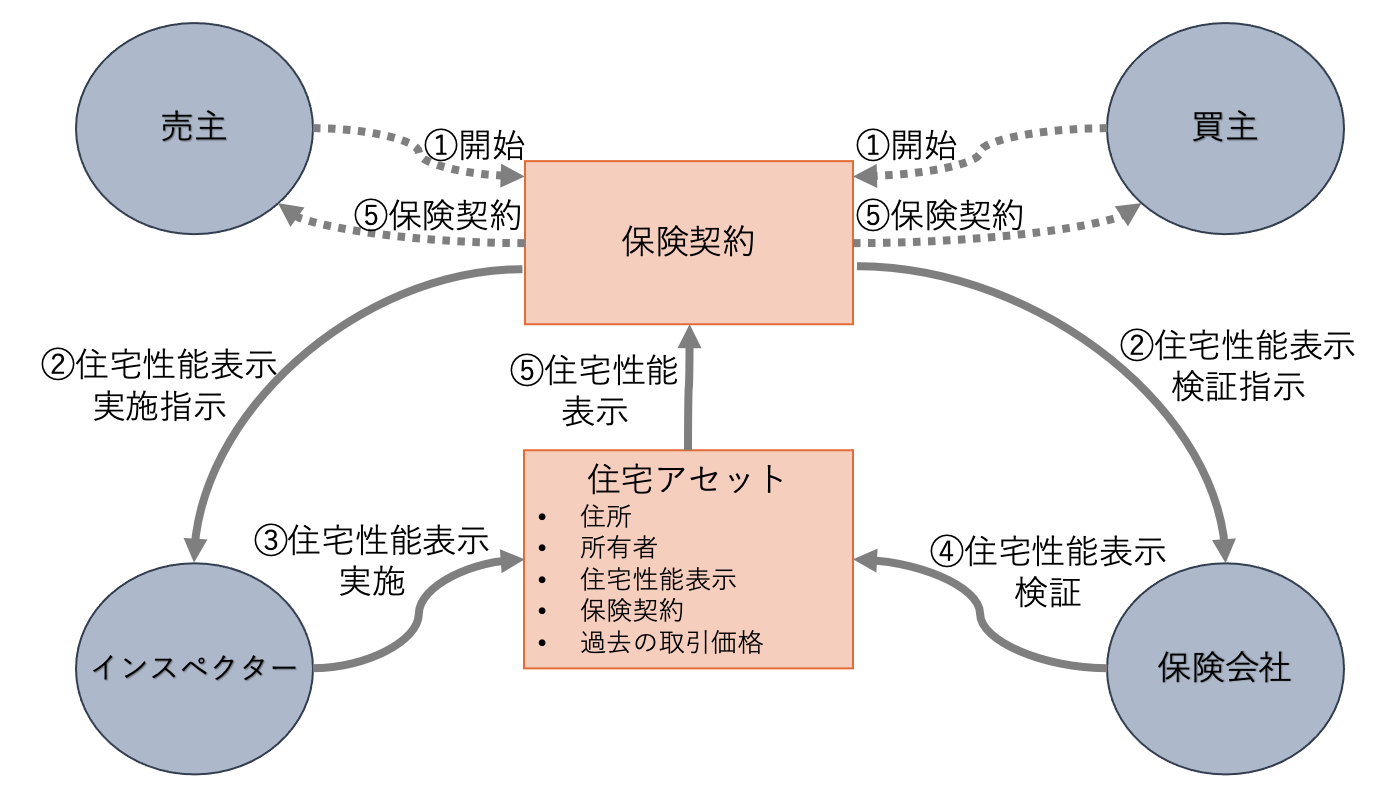 売主
買主
①開始
①開始
⑤保険契約
⑤保険契約
保険契約
②住宅性能表示
実施指示
⑤住宅性能
表示
②住宅性能表示
検証指示
住宅アセット
• 住所
• 所有者
• 住宅性能表示
• 保険契約
• 過去の取引価格
③住宅性能表示
実施
④住宅性能表示
検証
インスペクター
保険会社